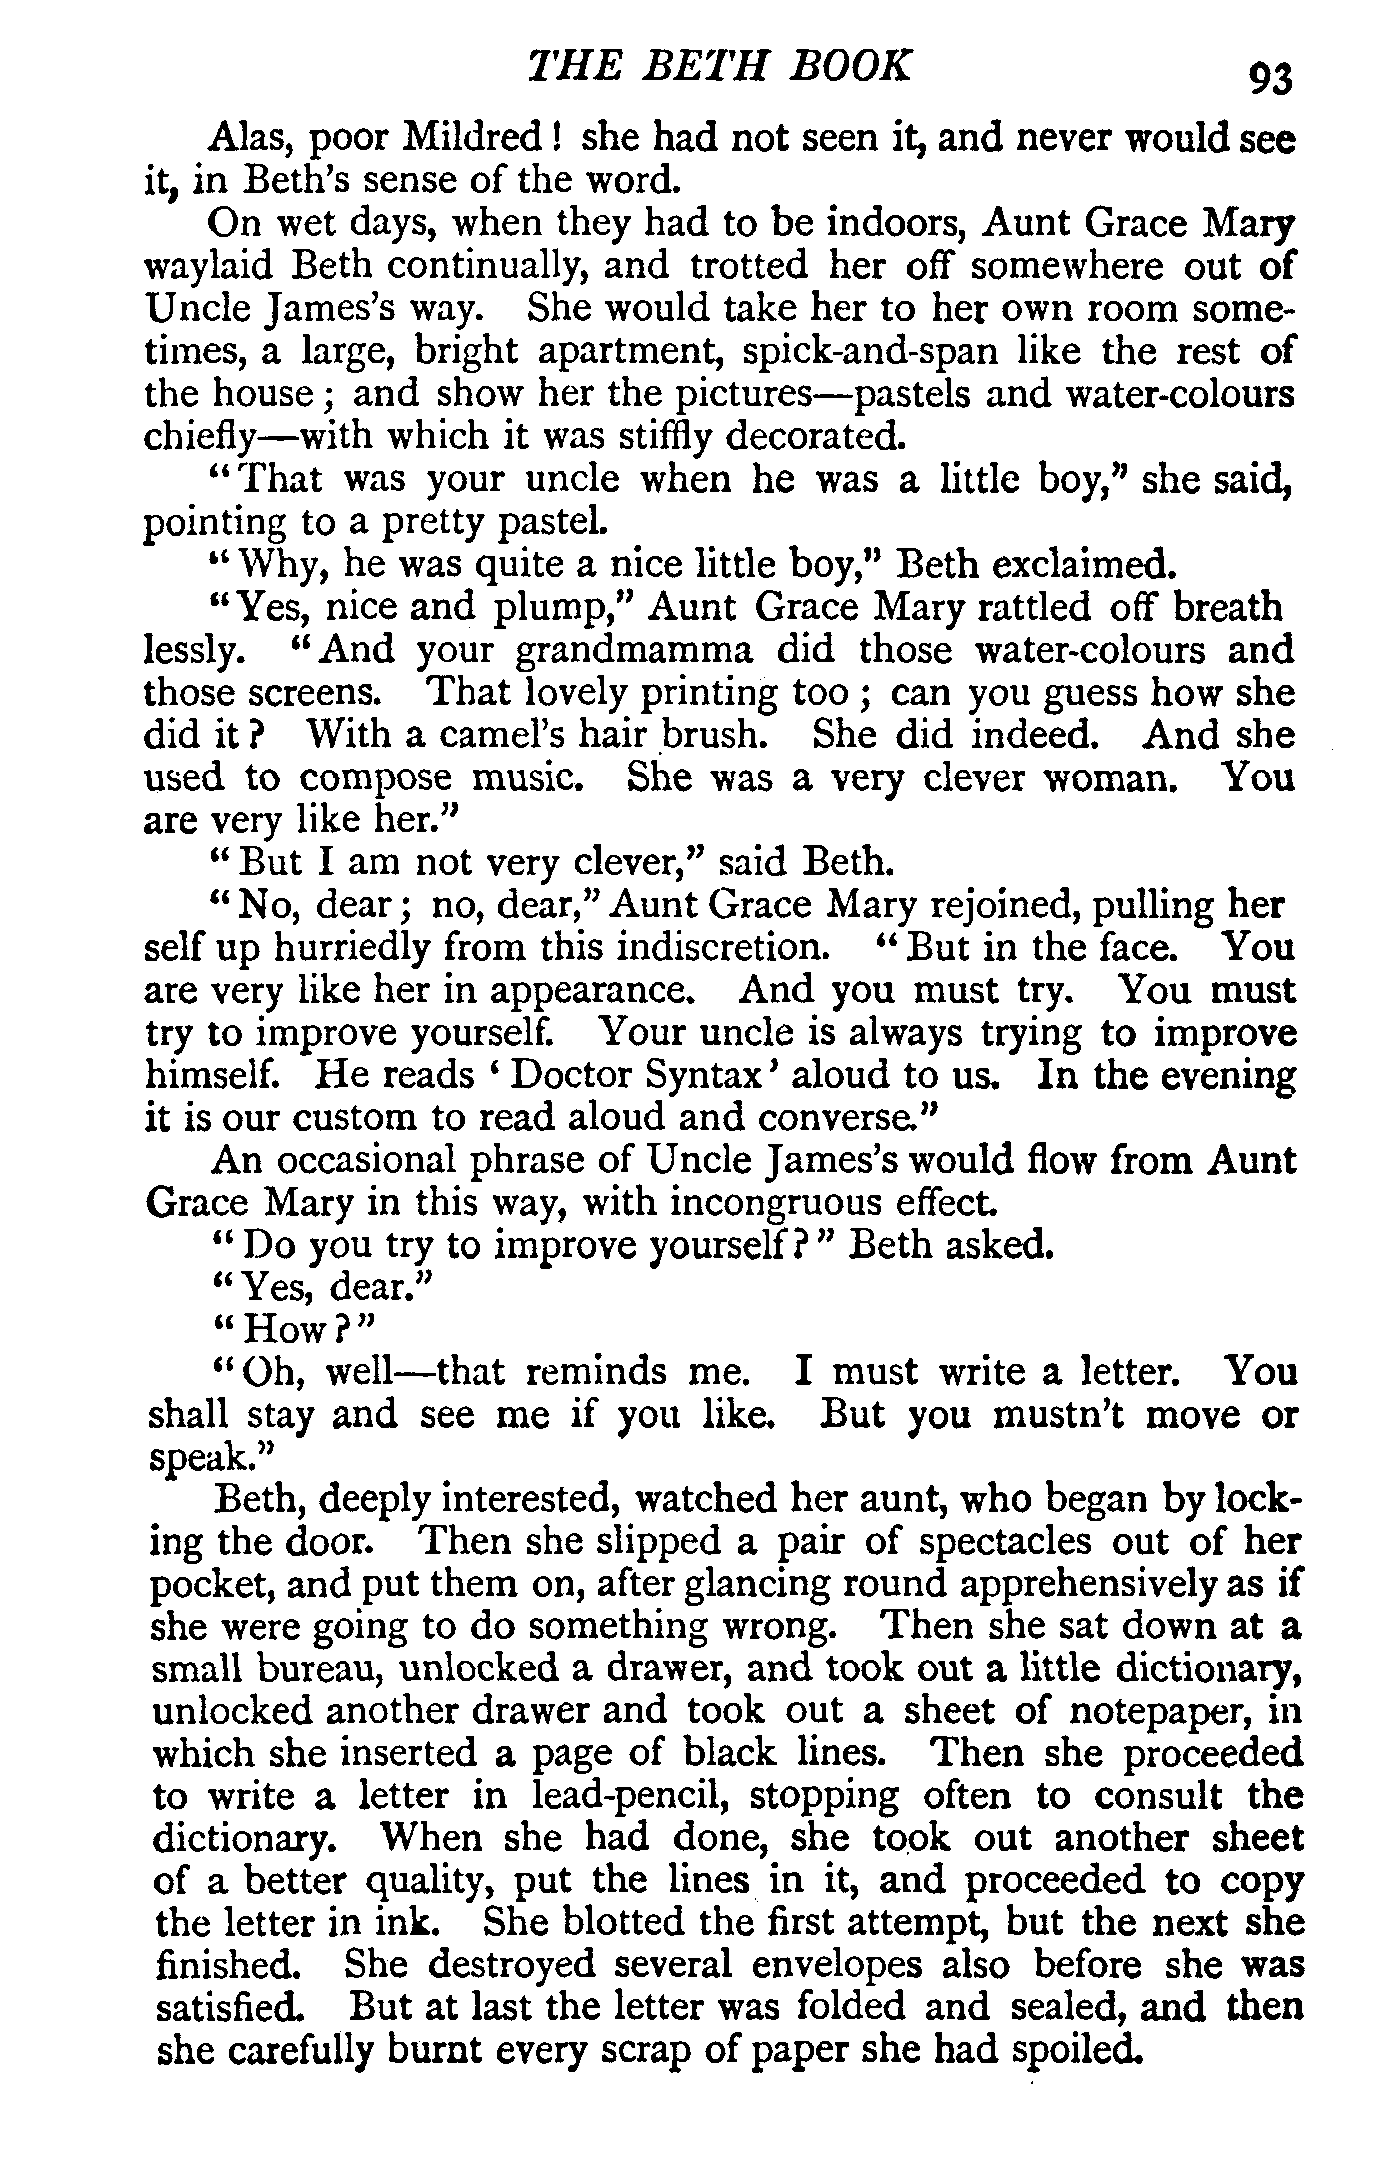 THE BETH BOOK 93
Alas, poor Mildred! she had not seen it, and never would see
it, in Beth's sense of the word.
On wet days, when they had to be indoors, Aunt Grace Mary
waylaid Beth continually, and trotted her off somewhere out of
Uncle James's way. She would take her to her own room some-
times, a large, bright apartment, spick-and-span like the rest of
the house; and show her the pictures—pastels and water-colours
chiefly—with which it was stiffly decorated.
"That was your uncle when he was a little boy," she said,
pointing to a pretty pastel.
"Why, he was quite a nice little boy," Beth exclaimed.
"Yes, nice and plump," Aunt Grace Mary rattled off breath
lessly. "And your grandmamma did those water-colours and
those screens. That lovely printing too; can you guess how she
did it? With a camel's hair brush. She did indeed. And she
used to compose music. She was a very clever woman. You
are very like her."
"But I am not very clever," said Beth.
"No, dear; no, dear," Aunt Grace Mary rejoined, pulling her
self up hurriedly from this indiscretion. "But in the face. You
are very like her in appearance. And you must try. You must
try to improve yourself. Your uncle is always trying to improve
himself. He reads 'Doctor Syntax' aloud to us. In the evening
it is our custom to read aloud and converse."
An occasional phrase of Uncle James's would flow from Aunt
Grace Mary in this way, with incongruous effect.
"Do you try to improve yourself?" Beth asked.
"Yes, dear."
"How?"
"Oh, well—that reminds me. I must write a letter. You
shall stay and see me if you like. But you mustn't move or
speak."
Beth, deeply interested, watched her aunt, who began by lock-
ing the door. Then she slipped a pair of spectacles out of her
pocket, and put them on, after glancing round apprehensively as if
she were going to do something wrong. Then she sat down at a
small bureau, unlocked a drawer, and took out a little dictionary,
unlocked another drawer and took out a sheet of notepaper, in
which she inserted a page of black lines. Then she proceeded
to write a letter in lead-pencil, stopping often to consult the
dictionary. When she had done, she took out another sheet
of a better quality, put the lines in it, and proceeded to copy
the letter in ink. She blotted the first attempt, but the next she
finished. She destroyed several envelopes also before she was
satisfied. But at last the letter was folded and sealed, and then
she carefully burnt every scrap of paper she had spoiled.